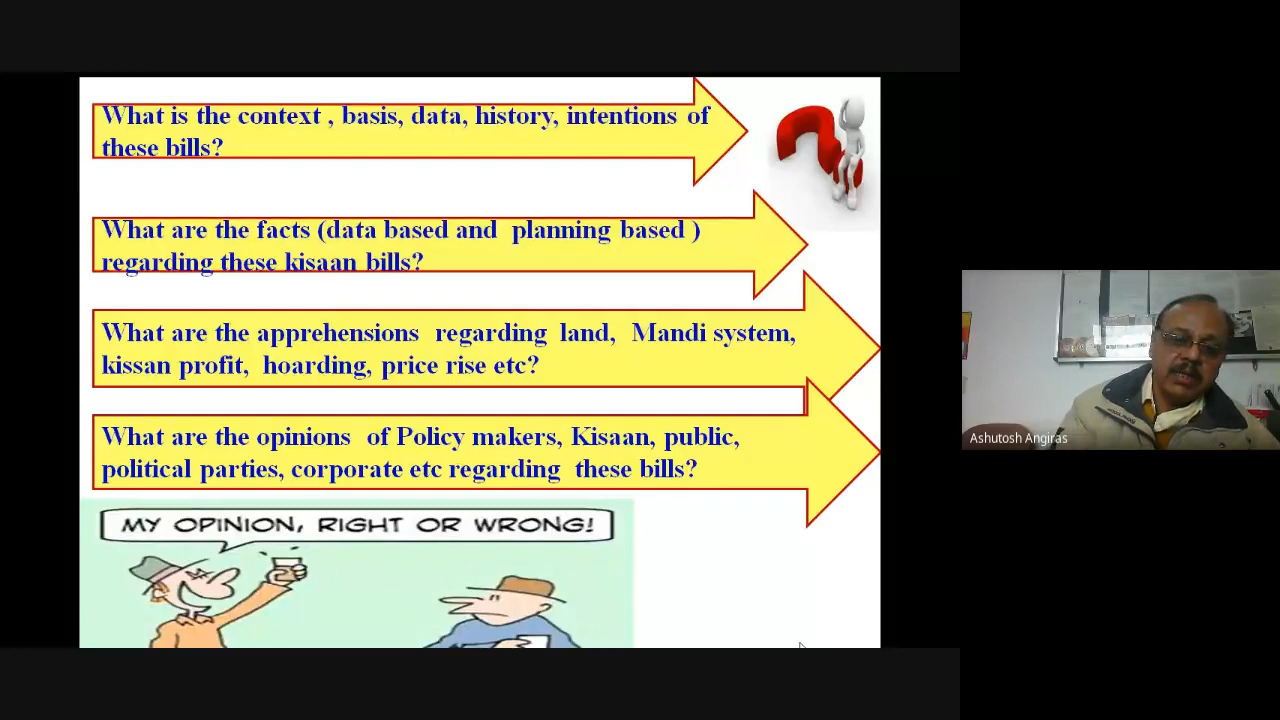 What is the context , basis, data, history, intentions of
these bills?
What are the facts (data based and planning based )
regarding these kisaan bills?
What are the apprehensions regarding land, Mandi system,
kissan profit, hoarding, price rise etc?
What are the opinions of Policy makers, Kisaan, public,
political parties, corporate etc regarding these bills?
MY OPINION, RIGHT OR WRONG!
Ashutosh Angiras